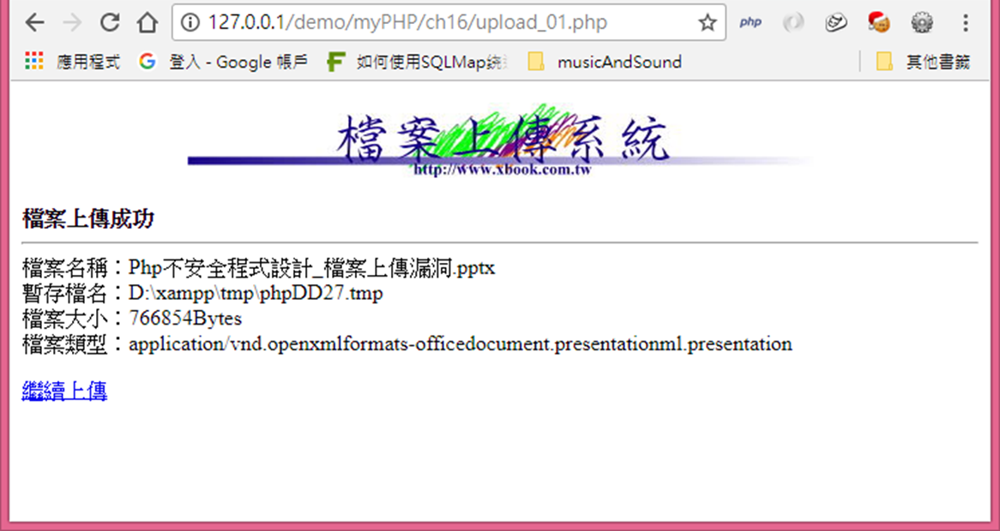 127.0.0.1/demo/myPHP/ch16/upload_01.php
php
應用程式
登入 - Google 帳戶
如何使用SQLMap繞
musicAndSound
其他書籤
檔案上傳系統
http://www.xbook.com.tw
檔案上傳成功
檔案名稱：Php不安全程式設計_檔案上傳漏洞.pptx
暫存檔名：D:\xampp\tmp\phpDD27.tmp
檔案大小：766854Bytes
檔案類型：application/vnd.openxmlformats-officedocument.presentationml.presentation
繼續上傳